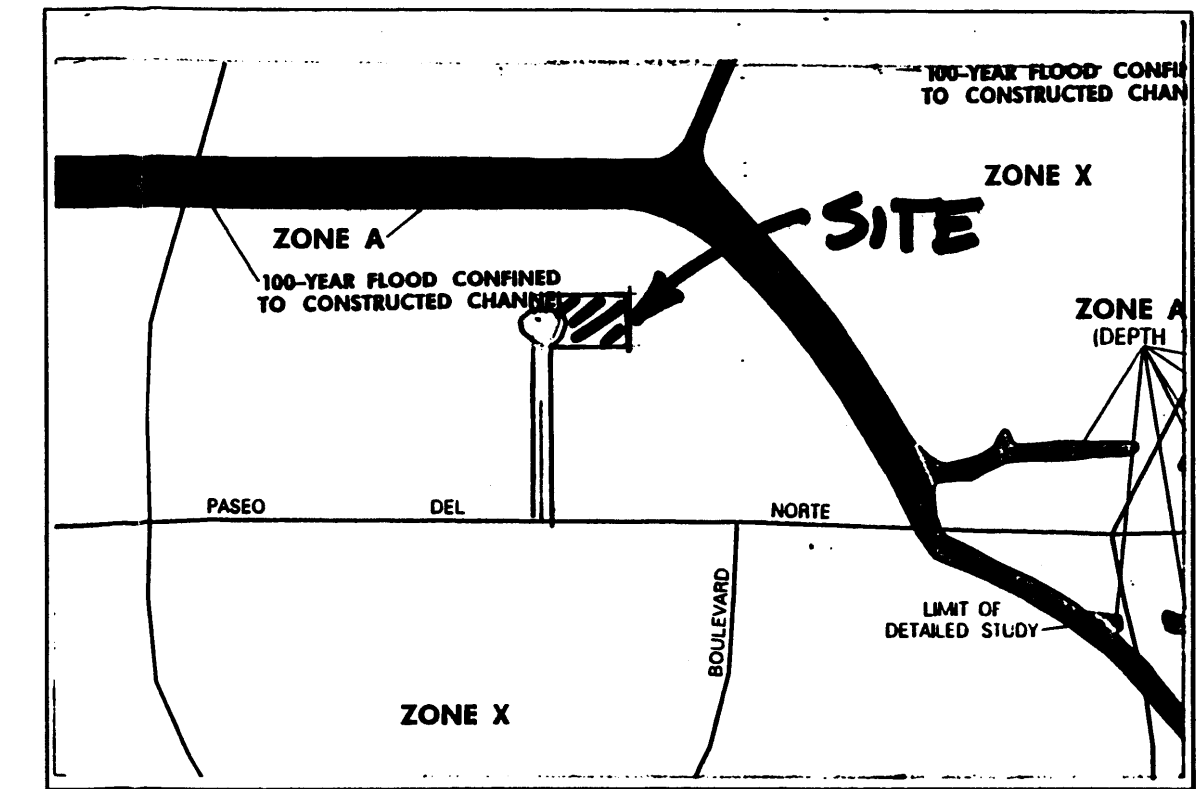 100-YEAR FLOOD CONFI
TO CONSTRUCTED CHAN
ZONE X
SITE
ZONE A
100-YEAR FLOOD CONFINED
TO CONSTRUCTED CHANNEL
ZONE A
(DEPTH
PASEO DEL NORTE
BOULEVARD
LIMIT OF
DETAILED STUDY
ZONE X